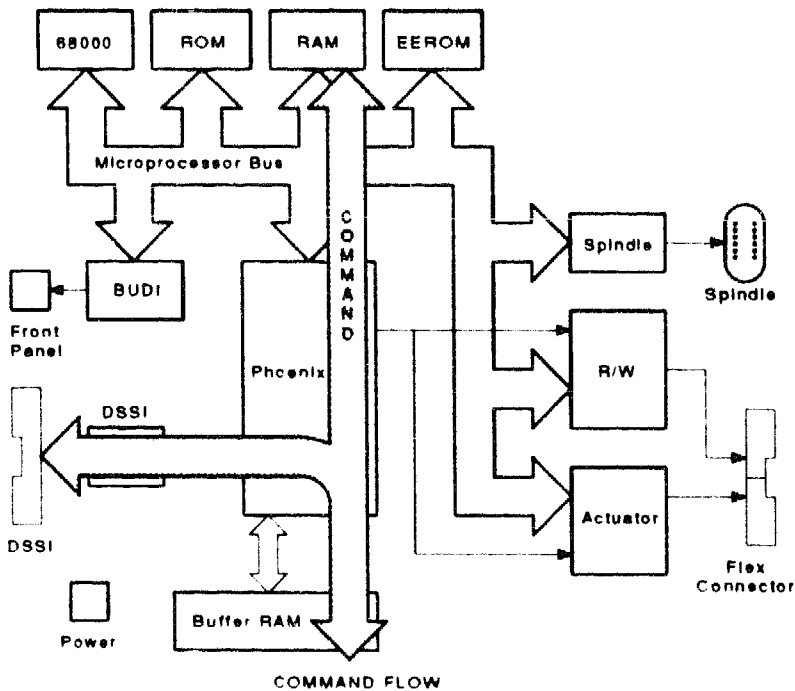 68000
ROM
RAM
EEROM
Microprocessor Bus
COMMAND
BUDI
Spindle
Spindle
Front
Panel
Phoenix
R/W
DSSI
DSSI
Actuator
Flex
Connector
Buffer RAM
Power
COMMAND FLOW